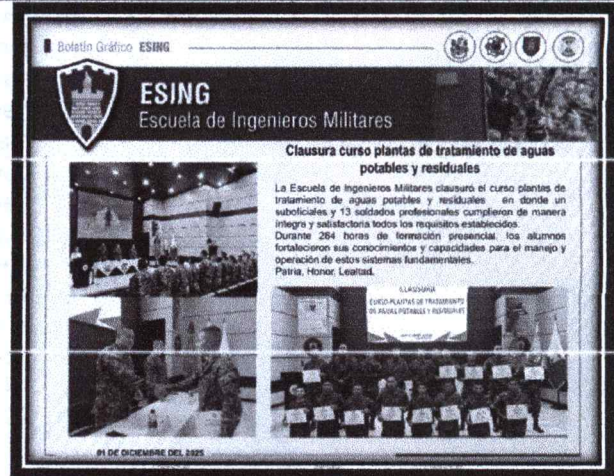 Boletín Gráfico ESING
ESING
Escuela de Ingenieros Militares
Clausura curso plantas de tratamiento de aguas
potables y residuales
La Escuela de Ingenieros Militares clausuró el curso plantas de
tratamiento de aguas potables y residuales en donde un
suboficiales y 13 soldados profesionales cumplieron de manera
íntegra y satisfactoria todos los requisitos establecidos.
Durante 264 horas de formación presencial, los alumnos
fortalecieron sus conocimientos y capacidades para el manejo y
operación de estos sistemas fundamentales.
Patria, Honor, Lealtad.
CLAUSURA
CURSO-PLANTAS DE TRATAMIENTO
DE AGUAS POTABLES Y RESIDUALES
01 DE DICIEMBRE DEL 2025